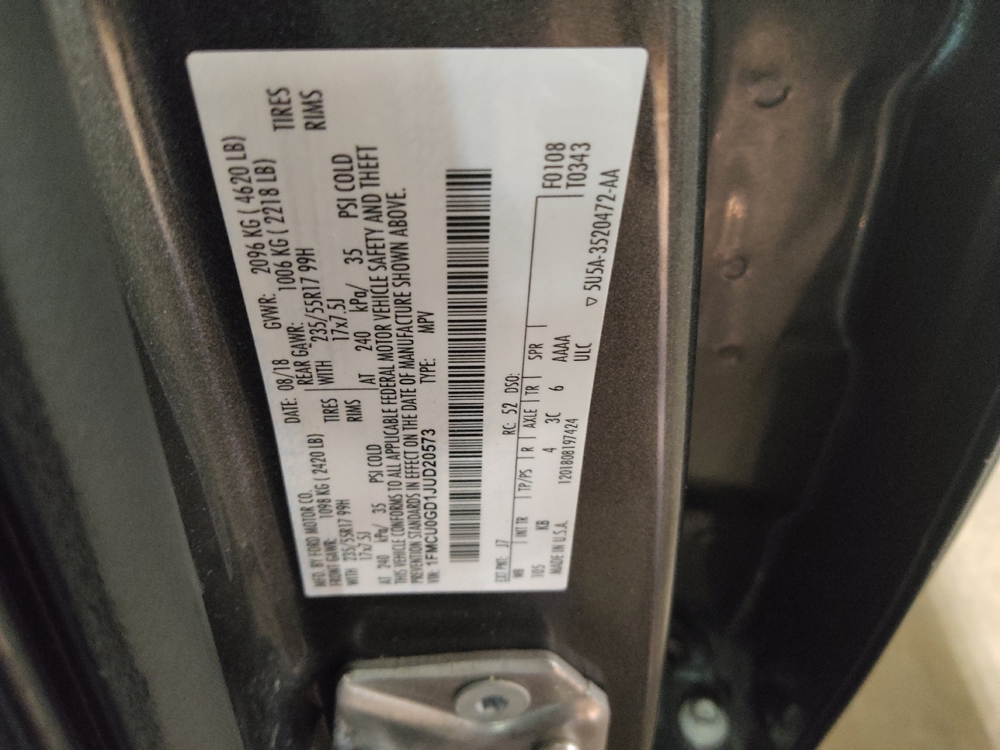 MFD. BY FORD MOTOR CO.
DATE: 08/18 GVWR: 2096 KG ( 4620 LB)
FRONT GAWR: 1098 KG ( 2420 LB) REAR GAWR: 1006 KG ( 2218 LB)
WITH 235/55R17 99H TIRES WITH 235/55R17 99H TIRES
17x7.5J RIMS 17x7.5J RIMS
AT 240 kPa/ 35 PSI COLD AT 240 kPa/ 35 PSI COLD
THIS VEHICLE CONFORMS TO ALL APPLICABLE FEDERAL MOTOR VEHICLE SAFETY AND THEFT
PREVENTION STANDARDS IN EFFECT ON THE DATE OF MANUFACTURE SHOWN ABOVE.
VIN: 1FMCU0GD1JUD20573 TYPE: MPV
EXT PNT: J7 RC: 52 DSO:
WB INT TR TP/PS R AXLE TR SPR F0108
105 KB 4 3C 6 AAAA T0343
MADE IN U.S.A. 1201808197424 ULC
▽ 5U5A-3520472-AA